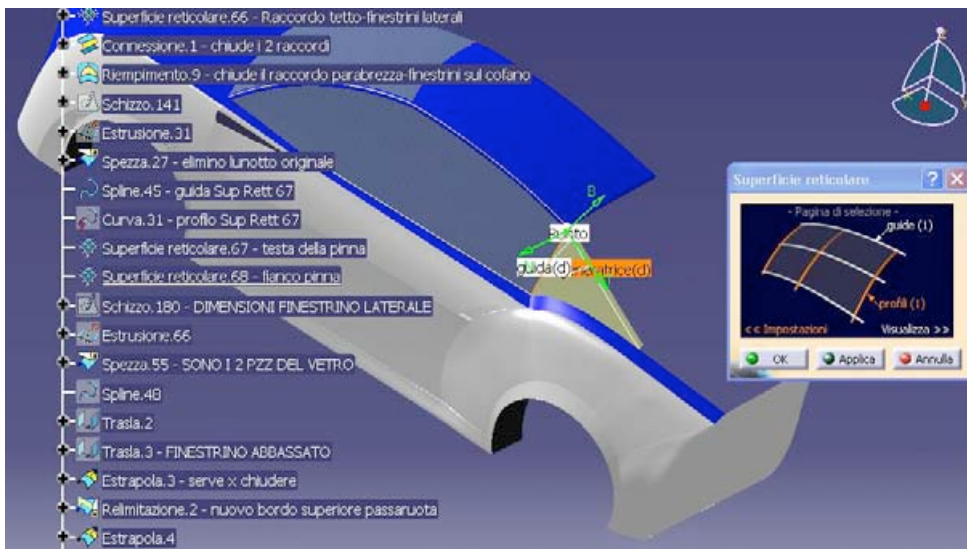 Superficie reticolare.66 - Raccordo tetto-finestrini laterali
Connessione.1 - chiude i 2 raccordi
Riempimento.9 - chiude il raccordo parabrezza-finestrini sul cofano
Schizzo.141
Estrusione.31
Spezza.27 - elimino lunotto originale
Spline.45 - guida Sup Rett 67
Curva.31 - profilo Sup Rett 67
Superficie reticolare.67 - testa della pinna
Superficie reticolare.68 - fianco pinna
Schizzo.180 - DIMENSIONI FINESTRINO LATERALE
Estrusione.66
Spezza.55 - SONO I 2 PZZ DEL VETRO
Spline.48
Trasla.2
Trasla.3 - FINESTRINO ABBASSATO
Estrapola.3 - serve x chiudere
Relimitazione.2 - nuovo bordo superiore passaruota
Estrapola.4
B
guida(d)
Superficie reticolare
- Pagina di selezione -
guide (1)
profili (1)
<< Impostazioni
Visualizza >>
OK
Applica
Annulla